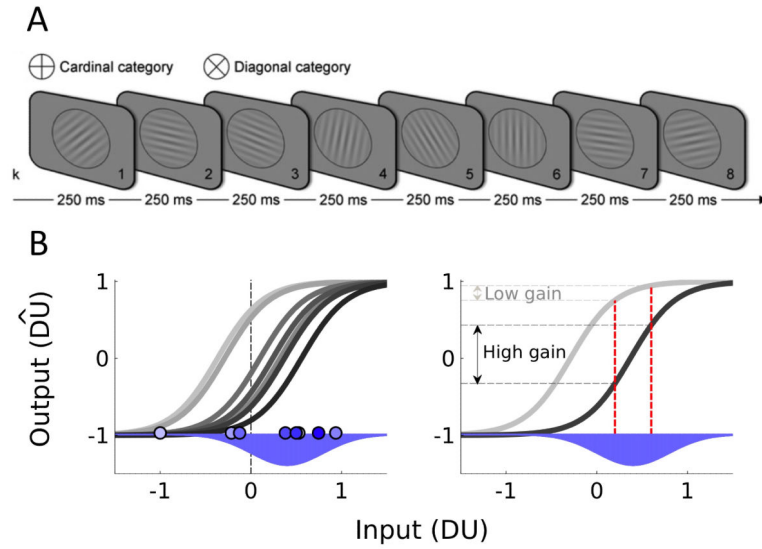 A
Cardinal category Diagonal category
k 1 2 3 4 5 6 7 8
250 ms 250 ms 250 ms 250 ms 250 ms 250 ms 250 ms 250 ms
B
Output (D̂U)
1
0
-1
-1 0 1
1
0
-1
Low gain
High gain
-1 0 1
Input (DU)